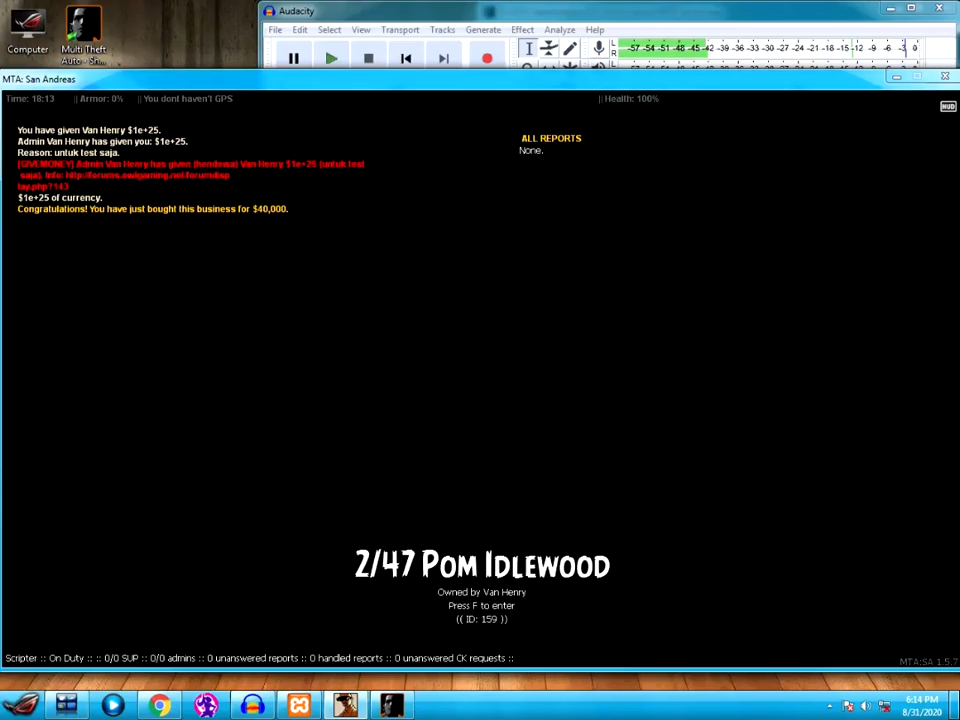 Audacity
Computer
Multi Theft
Auto - Sn...
File Edit Select View Transport Tracks Generate Effect Analyze Help
-57 -54 -51 -48 -45 -42 -39 -36 -33 -30 -27 -24 -21 -18 -15 -12 -9 -6 -3 0
MTA: San Andreas
Time: 18:13 || Armor: 0% || You dont haven't GPS || Health: 100%
HUD
You have given Van Henry $1e+25.
Admin Van Henry has given you: $1e+25.
Reason: untuk test saja.
[GIVEMONEY] Admin Van Henry has given (hendewa) Van Henry $1e+25 (untuk test
saja). Info: http://forums.owlgaming.net/forumdisp
lay.php?143
$1e+25 of currency.
Congratulations! You have just bought this business for $40,000.
ALL REPORTS
None.
2/47 Pom Idlewood
Owned by Van Henry
Press F to enter
(( ID: 159 ))
Scripter :: On Duty :: :: 0/0 SUP :: 0/0 admins :: 0 unanswered reports :: 0 handled reports :: 0 unanswered CK requests ::
MTA:SA 1.5.7
6:14 PM
8/31/2020